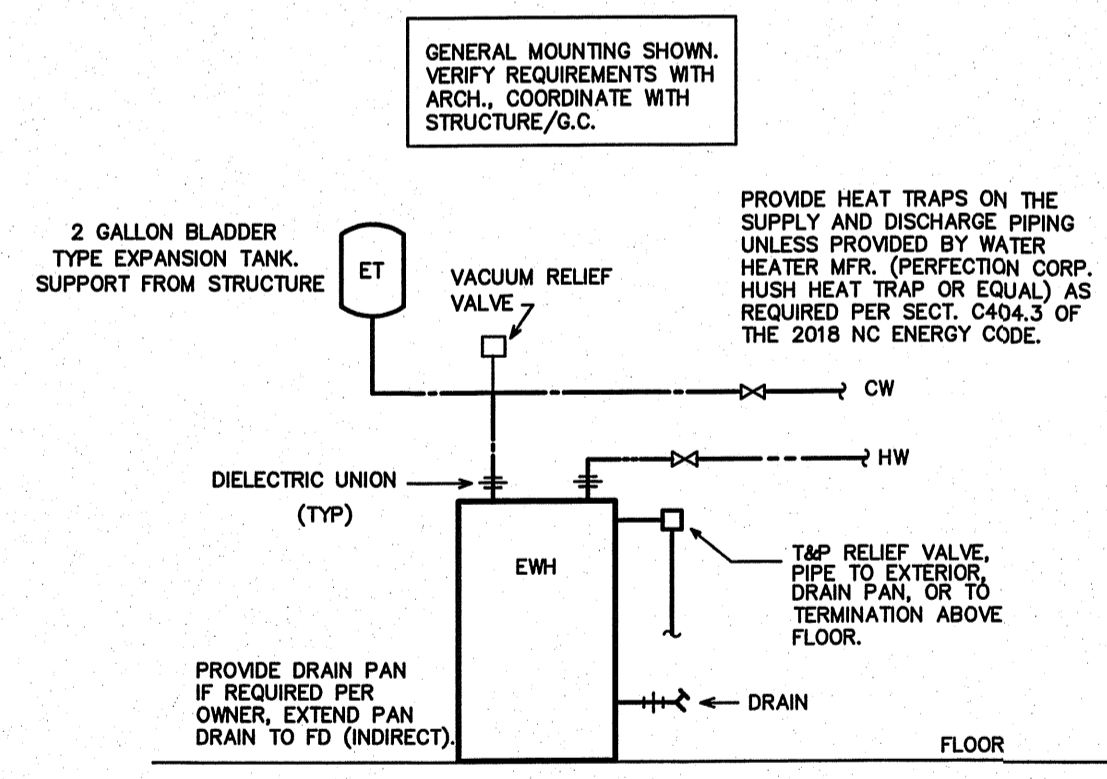 GENERAL MOUNTING SHOWN.
VERIFY REQUIREMENTS WITH
ARCH., COORDINATE WITH
STRUCTURE/G.C.
2 GALLON BLADDER
TYPE EXPANSION TANK.
SUPPORT FROM STRUCTURE
ET
VACUUM RELIEF
VALVE
PROVIDE HEAT TRAPS ON THE
SUPPLY AND DISCHARGE PIPING
UNLESS PROVIDED BY WATER
HEATER MFR. (PERFECTION CORP.
HUSH HEAT TRAP OR EQUAL) AS
REQUIRED PER SECT. C404.3 OF
THE 2018 NC ENERGY CODE.
CW
HW
DIELECTRIC UNION
(TYP)
EWH
T&P RELIEF VALVE,
PIPE TO EXTERIOR,
DRAIN PAN, OR TO
TERMINATION ABOVE
FLOOR.
PROVIDE DRAIN PAN
IF REQUIRED PER
OWNER, EXTEND PAN
DRAIN TO FD (INDIRECT).
DRAIN
FLOOR